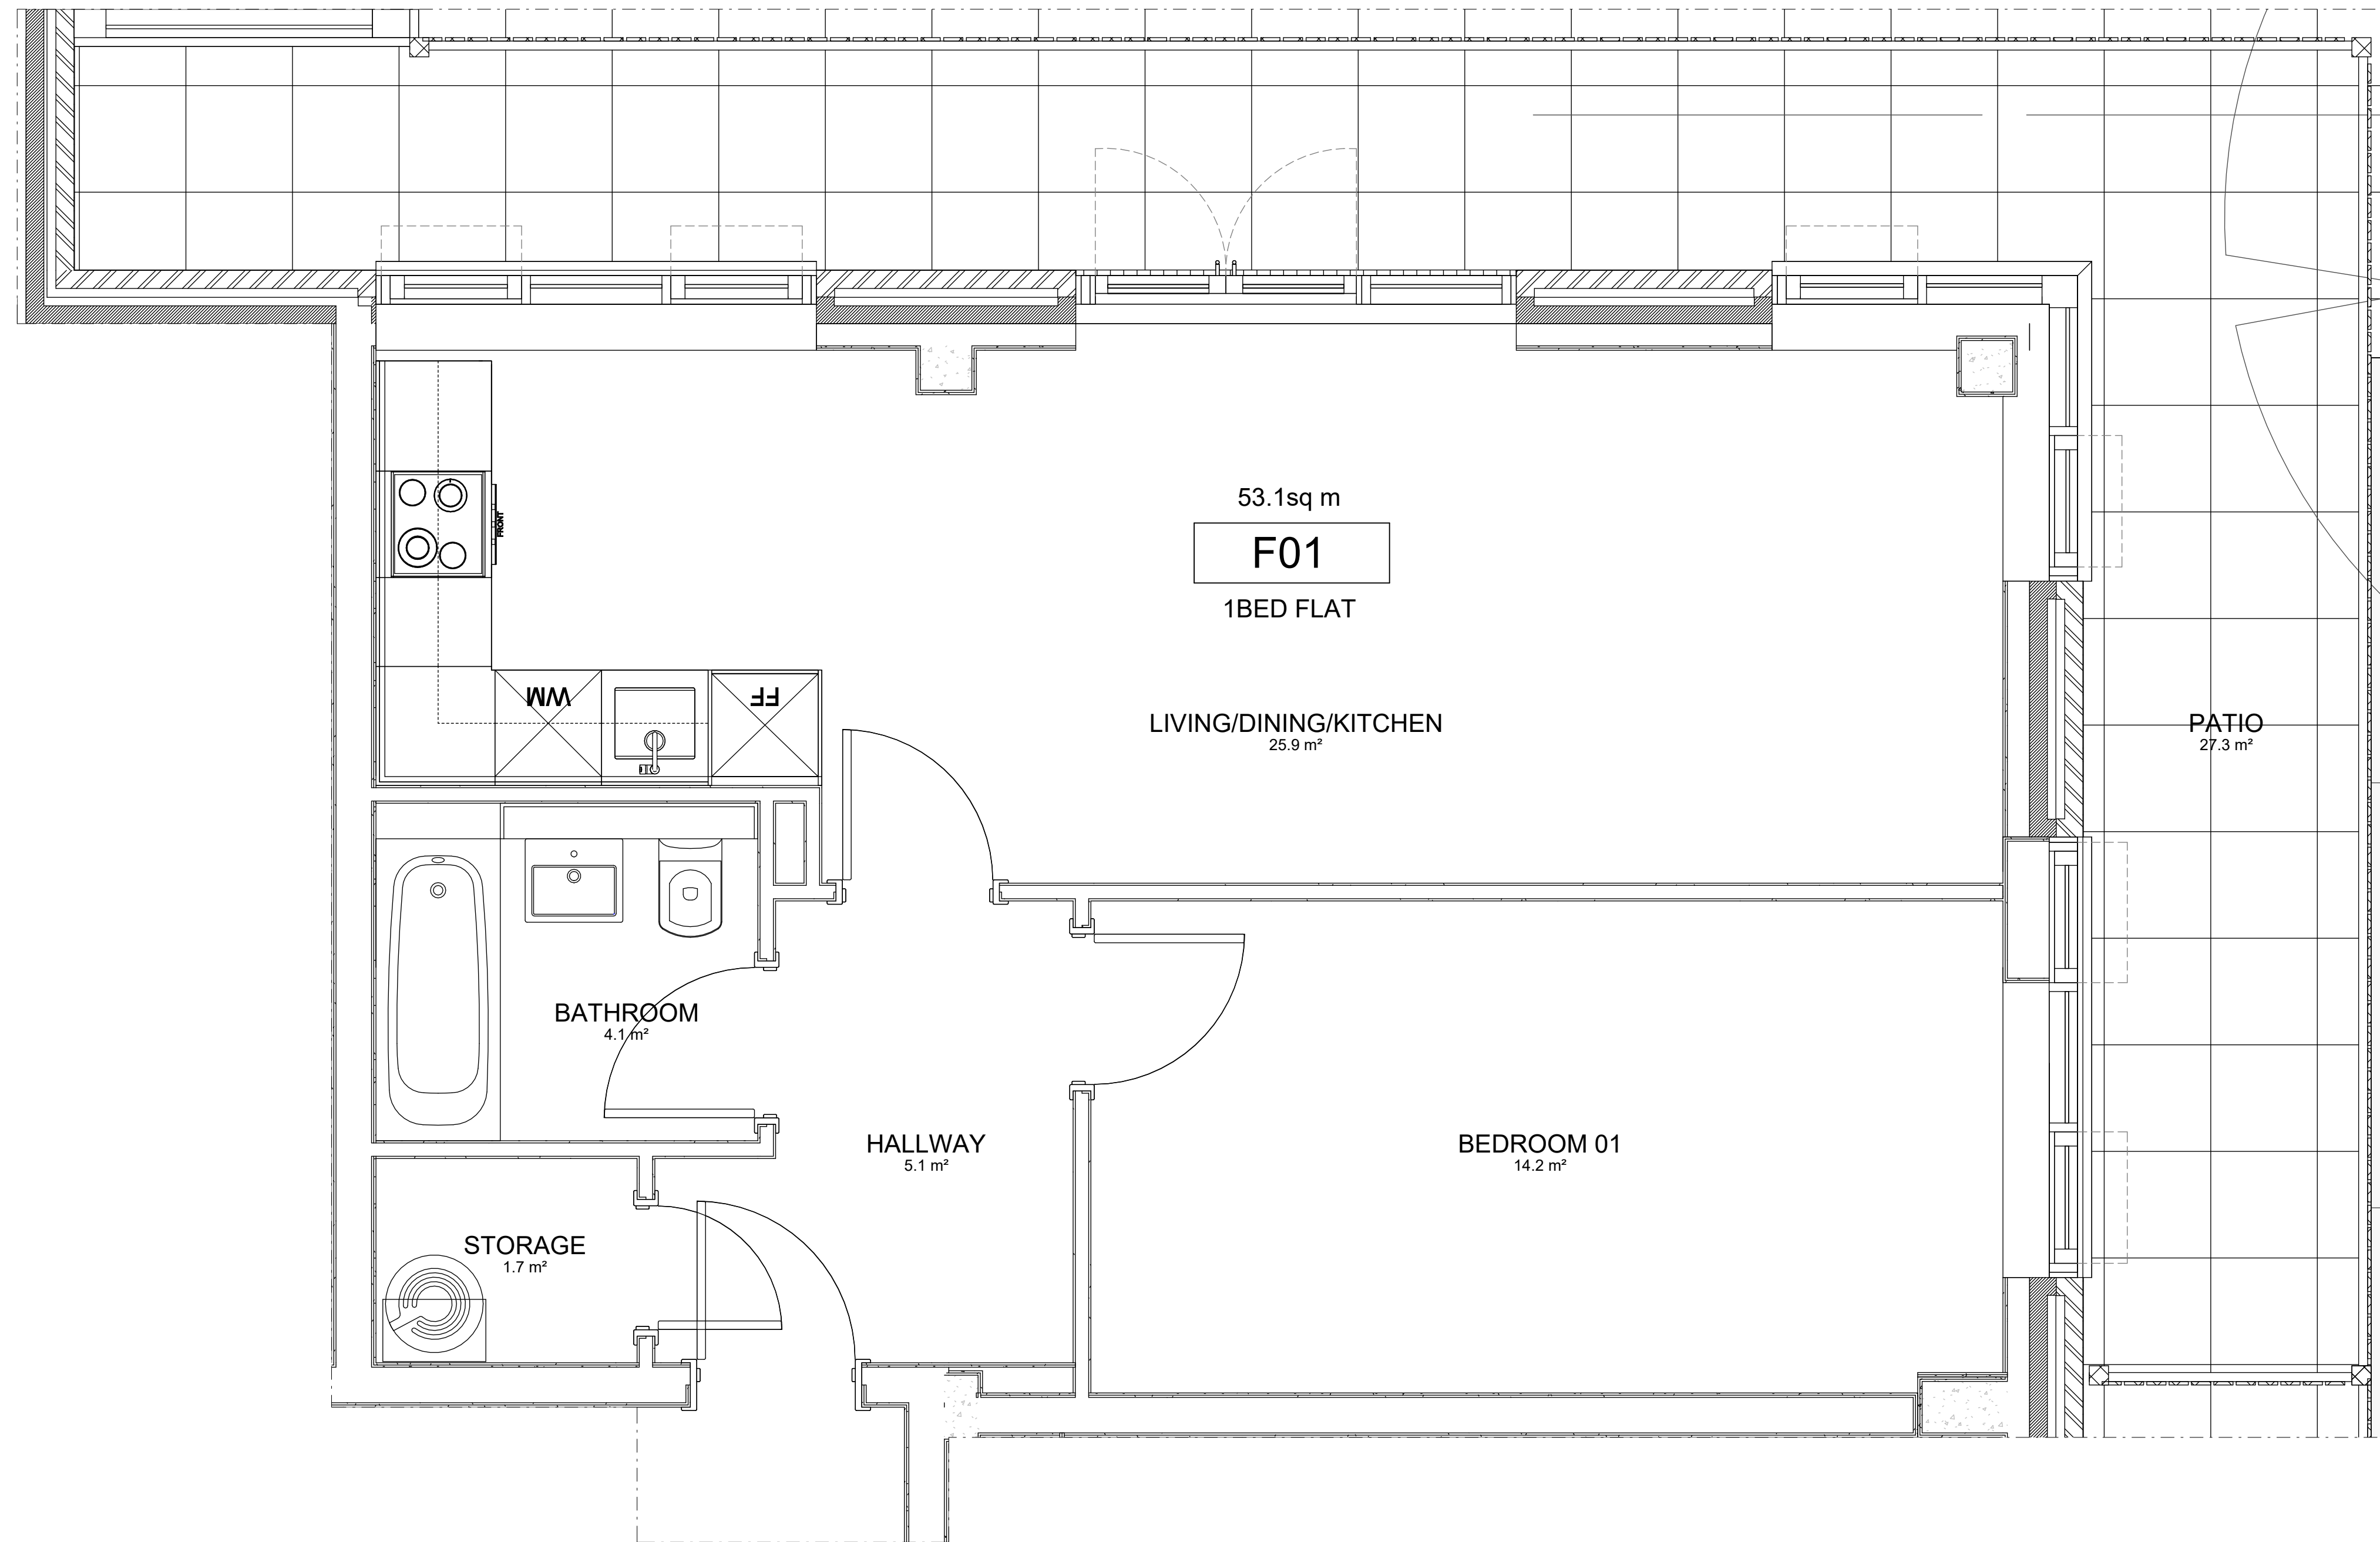 53.1sq m
F01
1BED FLAT
FRONT
WM
FF
LIVING/DINING/KITCHEN
25.9 m²
PATIO
27.3 m²
BATHROOM
4.1 m²
HALLWAY
5.1 m²
BEDROOM 01
14.2 m²
STORAGE
1.7 m²